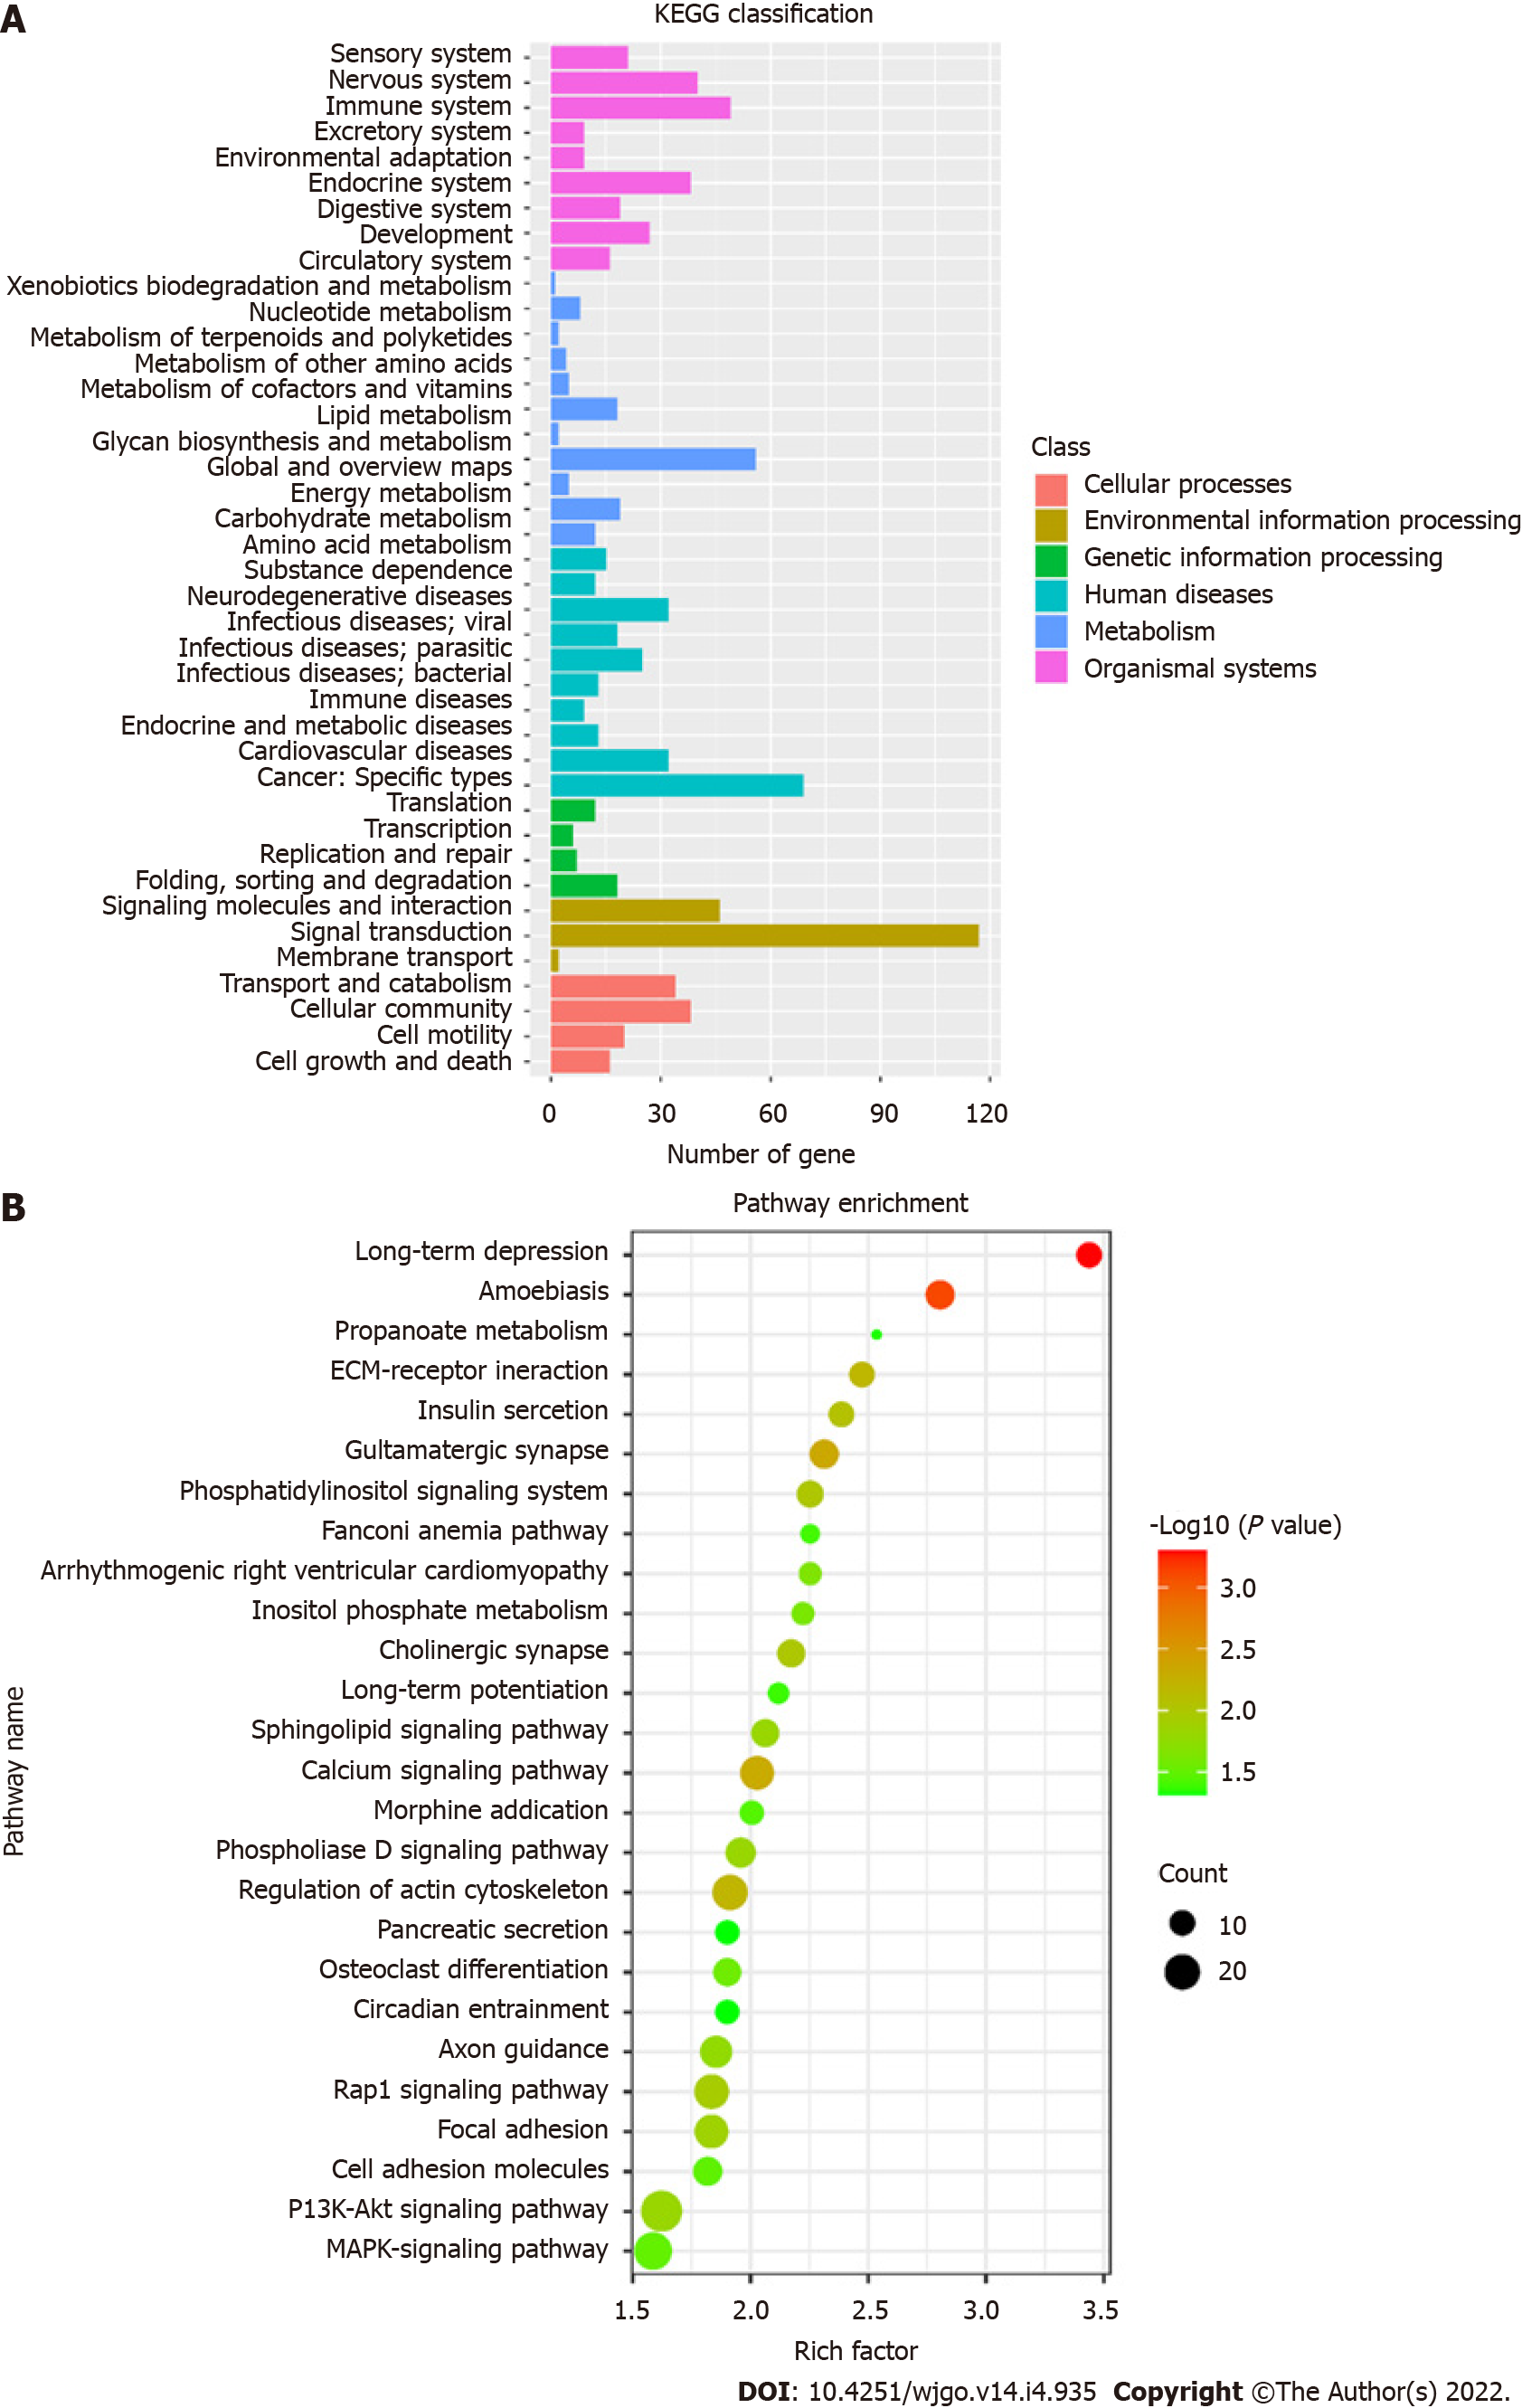 A
KEGG classification
Sensory system
Nervous system
Immune system
Excretory system
Environmental adaptation
Endocrine system
Digestive system
Development
Circulatory system
Xenobiotics biodegradation and metabolism
Nucleotide metabolism
Metabolism of terpenoids and polyketides
Metabolism of other amino acids
Metabolism of cofactors and vitamins
Lipid metabolism
Glycan biosynthesis and metabolism
Global and overview maps
Energy metabolism
Carbohydrate metabolism
Amino acid metabolism
Substance dependence
Neurodegenerative diseases
Infectious diseases; viral
Infectious diseases; parasitic
Infectious diseases; bacterial
Immune diseases
Endocrine and metabolic diseases
Cardiovascular diseases
Cancer: Specific types
Translation
Transcription
Replication and repair
Folding, sorting and degradation
Signaling molecules and interaction
Signal transduction
Membrane transport
Transport and catabolism
Cellular community
Cell motility
Cell growth and death
0 30 60 90 120
Number of gene
Class
Cellular processes
Environmental information processing
Genetic information processing
Human diseases
Metabolism
Organismal systems
B
Pathway enrichment
Pathway name
Long-term depression
Amoebiasis
Propanoate metabolism
ECM-receptor ineraction
Insulin sercetion
Gultamatergic synapse
Phosphatidylinositol signaling system
Fanconi anemia pathway
Arrhythmogenic right ventricular cardiomyopathy
Inositol phosphate metabolism
Cholinergic synapse
Long-term potentiation
Sphingolipid signaling pathway
Calcium signaling pathway
Morphine addication
Phospholiase D signaling pathway
Regulation of actin cytoskeleton
Pancreatic secretion
Osteoclast differentiation
Circadian entrainment
Axon guidance
Rap1 signaling pathway
Focal adhesion
Cell adhesion molecules
P13K-Akt signaling pathway
MAPK-signaling pathway
1.5 2.0 2.5 3.0 3.5
Rich factor
-Log10 (P value)
3.0
2.5
2.0
1.5
Count
10
20
DOI: 10.4251/wjgo.v14.i4.935 Copyright ©The Author(s) 2022.